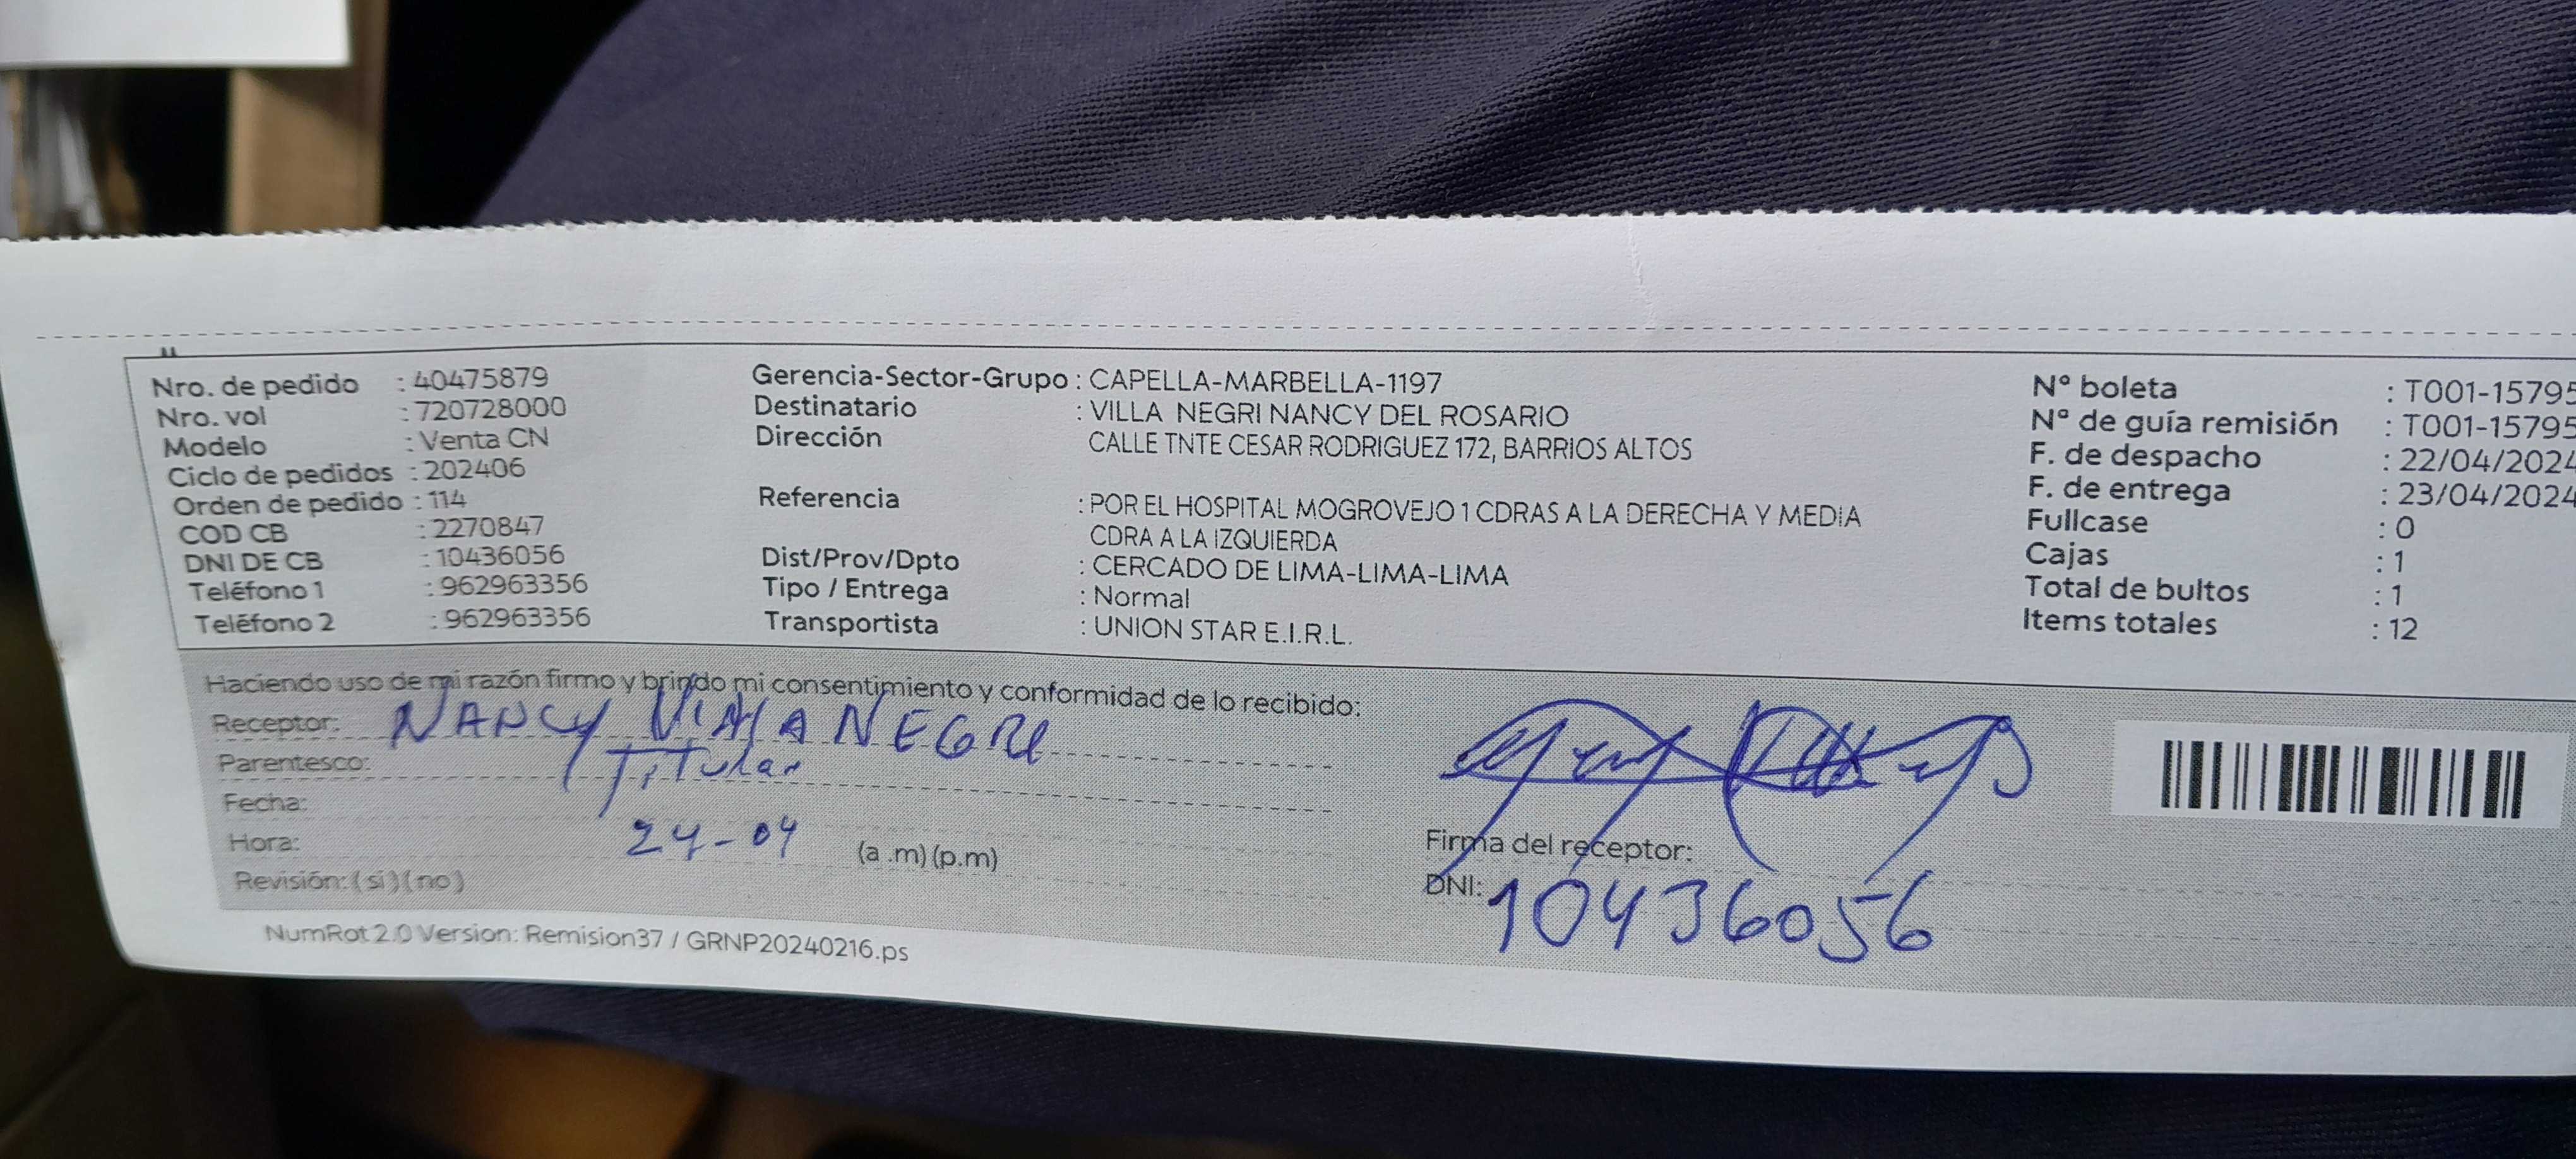 Nro. de pedido : 40475879
Nro. vol : 720728000
Modelo : Venta CN
Ciclo de pedidos : 202406
Orden de pedido : 114
COD CB : 2270847
DNI DE CB : 10436056
Teléfono 1 : 962963356
Teléfono 2 : 962963356
Gerencia-Sector-Grupo : CAPELLA-MARBELLA-1197
Destinatario : VILLA NEGRI NANCY DEL ROSARIO
Dirección CALLE TNTE CESAR RODRIGUEZ 172, BARRIOS ALTOS
Referencia : POR EL HOSPITAL MOGROVEJO 1 CDRAS A LA DERECHA Y MEDIA
CDRA A LA IZQUIERDA
Dist/Prov/Dpto : CERCADO DE LIMA-LIMA-LIMA
Tipo / Entrega : Normal
Transportista : UNION STAR E.I.R.L.
Nº boleta : T001-15795
Nº de guía remisión : T001-15795
F. de despacho : 22/04/2024
F. de entrega : 23/04/2024
Fullcase : 0
Cajas : 1
Total de bultos : 1
Items totales : 12
Haciendo uso de mi razón firmo y brindo mi consentimiento y conformidad de lo recibido:
Receptor: NANCY VILLA NEGRI
Parentesco: Titular
Fecha: 24-04
Hora: (a .m) (p.m)
Revisión: (si) (no)
Firma del receptor:
DNI: 10436056
NumRot 2.0 Version: Remision37 / GRNP20240216.ps